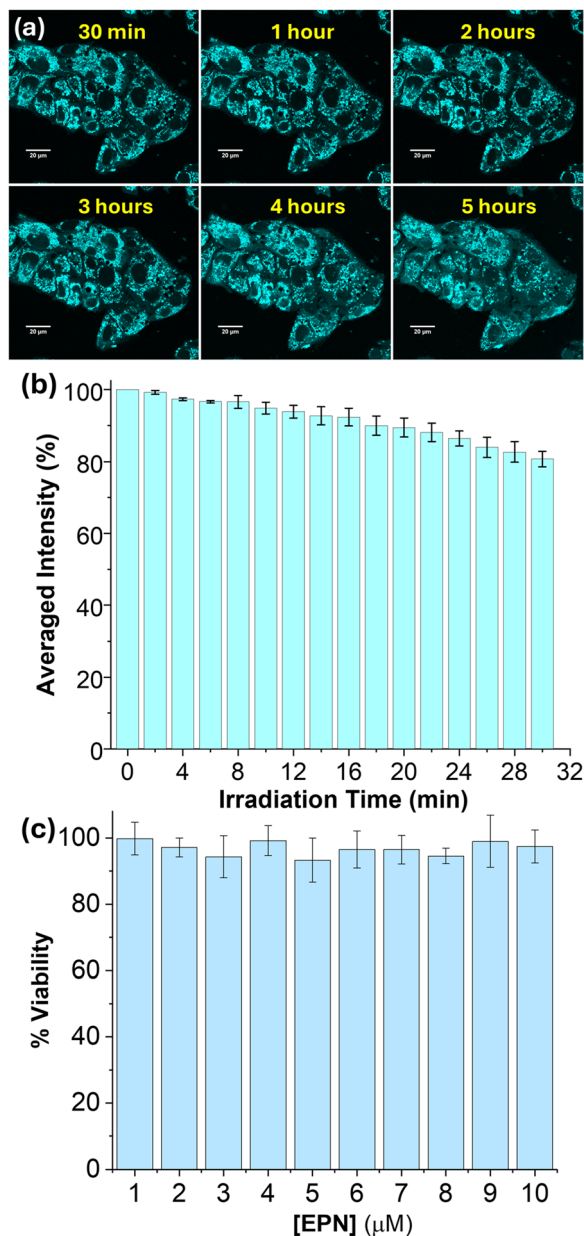 (a)
30 min
1 hour
2 hours
20 μm
20 μm
20 μm
3 hours
4 hours
5 hours
20 μm
20 μm
20 μm
(b)
Averaged Intensity (%)
100
80
60
40
20
0
0 4 8 12 16 20 24 28 32
Irradiation Time (min)
(c)
% Viability
100
80
60
40
20
0
1 2 3 4 5 6 7 8 9 10
[EPN] (μM)